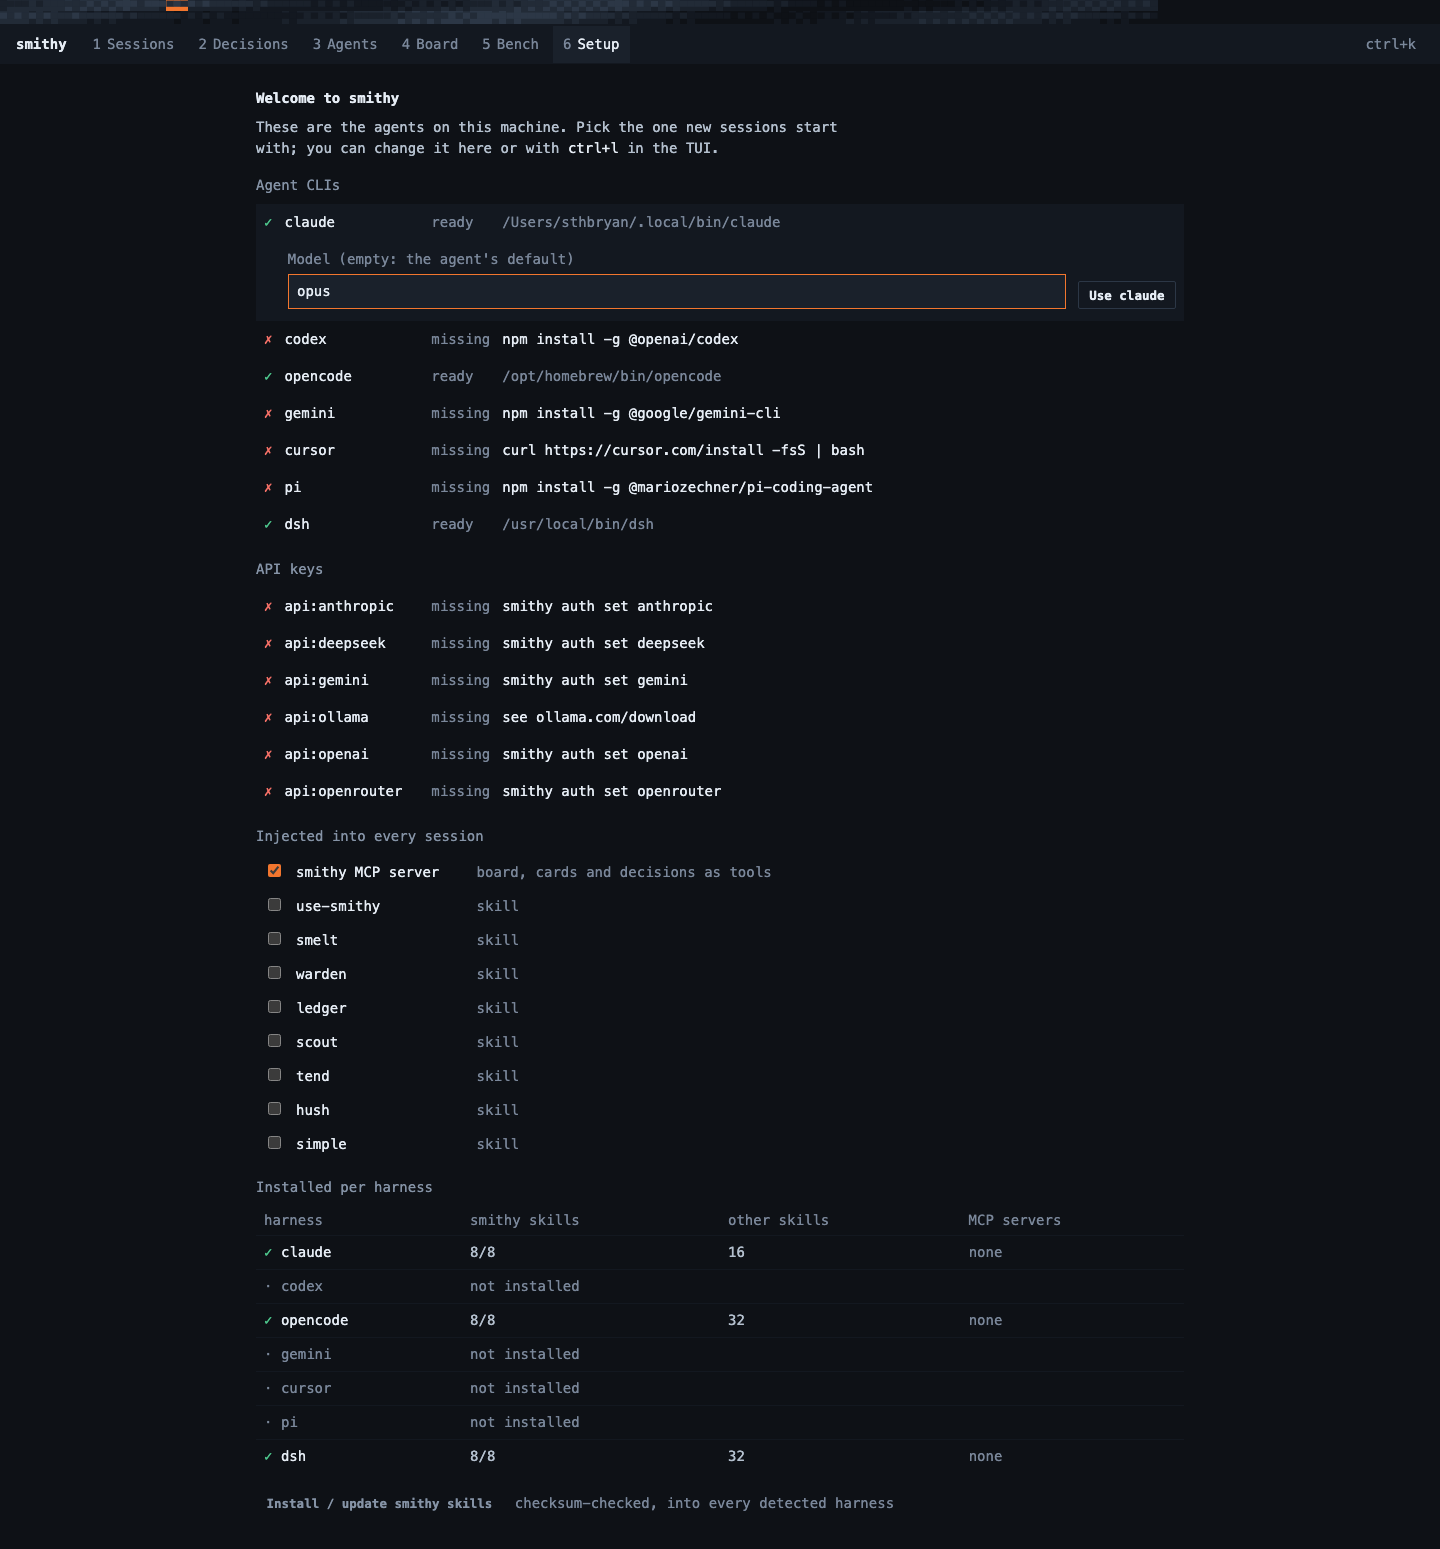 smithy 1 Sessions 2 Decisions 3 Agents 4 Board 5 Bench 6 Setup ctrl+k
Welcome to smithy
These are the agents on this machine. Pick the one new sessions start
with; you can change it here or with ctrl+l in the TUI.
Agent CLIs
✓ claude ready /Users/sthbryan/.local/bin/claude
Model (empty: the agent's default)
opus
Use claude
✗ codex missing npm install -g @openai/codex
✓ opencode ready /opt/homebrew/bin/opencode
✗ gemini missing npm install -g @google/gemini-cli
✗ cursor missing curl https://cursor.com/install -fsS | bash
✗ pi missing npm install -g @mariozechner/pi-coding-agent
✓ dsh ready /usr/local/bin/dsh
API keys
✗ api:anthropic missing smithy auth set anthropic
✗ api:deepseek missing smithy auth set deepseek
✗ api:gemini missing smithy auth set gemini
✗ api:ollama missing see ollama.com/download
✗ api:openai missing smithy auth set openai
✗ api:openrouter missing smithy auth set openrouter
Injected into every session
smithy MCP server board, cards and decisions as tools
use-smithy skill
smelt skill
warden skill
ledger skill
scout skill
tend skill
hush skill
simple skill
Installed per harness
harness smithy skills other skills MCP servers
✓ claude 8/8 16 none
· codex not installed
✓ opencode 8/8 32 none
· gemini not installed
· cursor not installed
· pi not installed
✓ dsh 8/8 32 none
Install / update smithy skills checksum-checked, into every detected harness